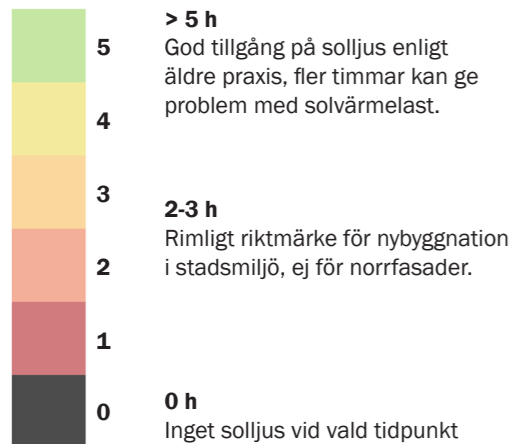 5
4
3
2
1
0
> 5 h
God tillgång på solljus enligt
äldre praxis, fler timmar kan ge
problem med solvärmelast.
2-3 h
Rimligt riktmärke för nybyggnation
i stadsmiljö, ej för norrfasader.
0 h
Inget solljus vid vald tidpunkt